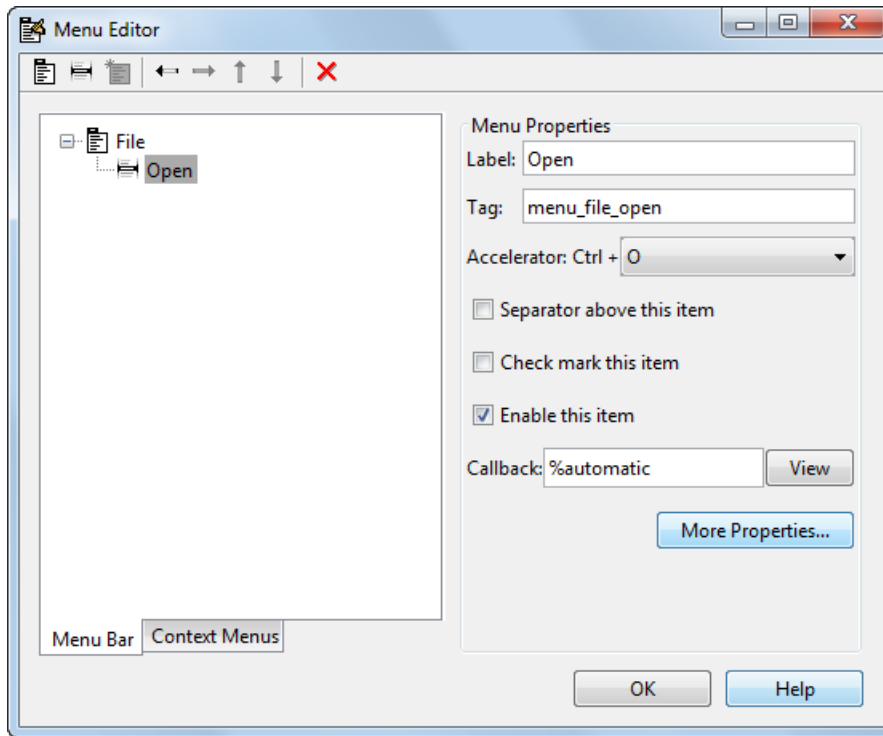 Menu Editor
File
Open
Menu Properties
Label: Open
Tag: menu_file_open
Accelerator: Ctrl + O
Separator above this item
Check mark this item
Enable this item
Callback: %automatic View
More Properties...
Menu Bar Context Menus
OK Help